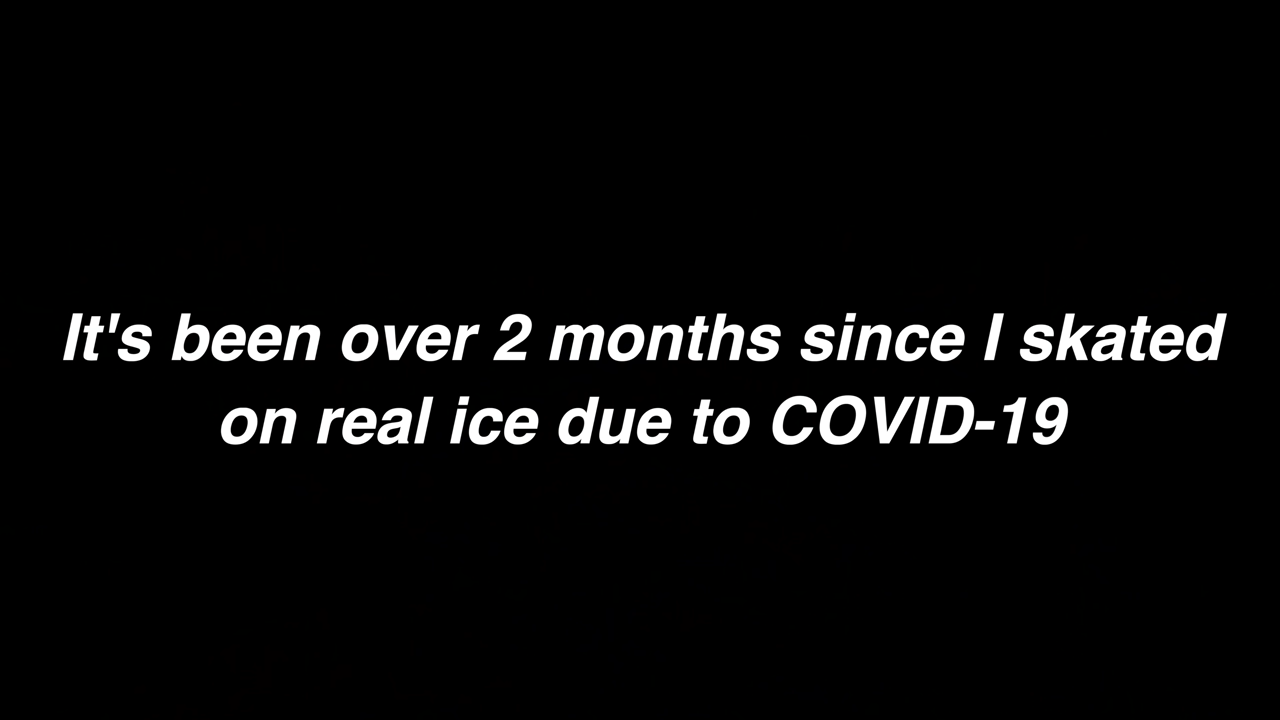 It's been over 2 months since I skated
on real ice due to COVID-19